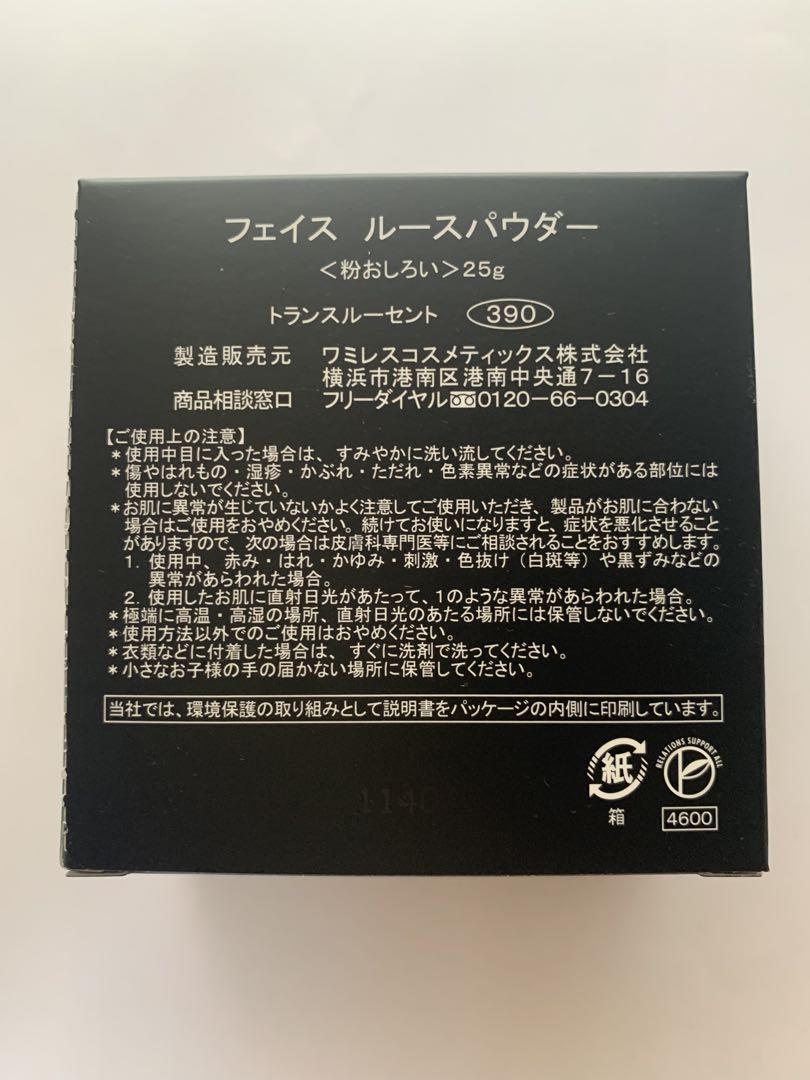 フェイス ルースパウダー
＜粉おしろい＞25g
トランスルーセント 390
製造販売元 ワミレスコスメティックス株式会社
横浜市港南区港南中央通7－16
商品相談窓口 フリーダイヤル 0120－66－0304
【ご使用上の注意】
＊使用中目に入った場合は、すみやかに洗い流してください。
＊傷やはれもの・湿疹・かぶれ・ただれ・色素異常などの症状がある部位には
使用しないでください。
＊お肌に異常が生じていないかよく注意してご使用いただき、製品がお肌に合わない
場合はご使用をおやめください。続けてお使いになりますと、症状を悪化させること
がありますので、次の場合は皮膚科専門医等にご相談されることをおすすめします。
1. 使用中、赤み・はれ・かゆみ・刺激・色抜け（白斑等）や黒ずみなどの
異常があらわれた場合。
2. 使用したお肌に直射日光があたって、1のような異常があらわれた場合。
＊極端に高温・高湿の場所、直射日光のあたる場所には保管しないでください。
＊使用方法以外でのご使用はおやめください。
＊衣類などに付着した場合は、すぐに洗剤で洗ってください。
＊小さなお子様の手の届かない場所に保管してください。
当社では、環境保護の取り組みとして説明書をパッケージの内側に印刷しています。
紙
箱
RELATIONS SUPPORT ALL
4600